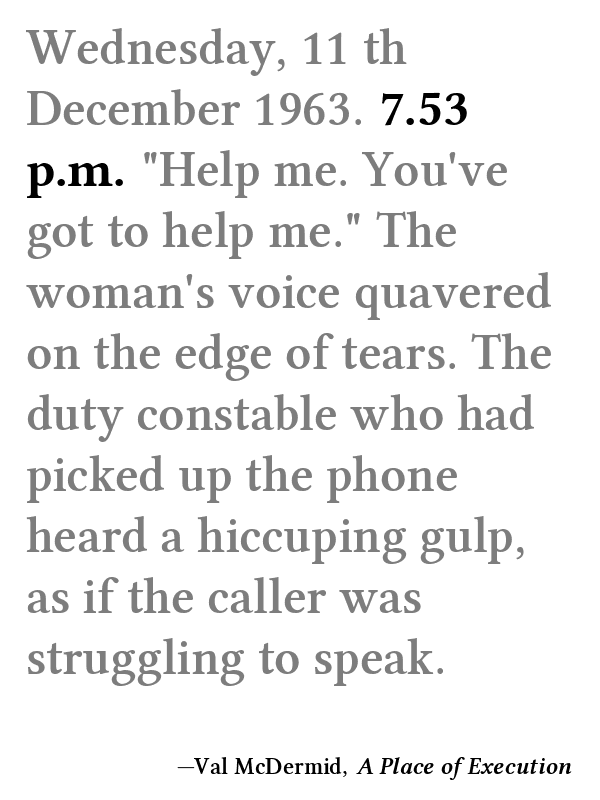 Wednesday, 11 th
December 1963. 7.53
p.m. "Help me. You've
got to help me." The
woman's voice quavered
on the edge of tears. The
duty constable who had
picked up the phone
heard a hiccuping gulp,
as if the caller was
struggling to speak.
—Val McDermid, A Place of Execution